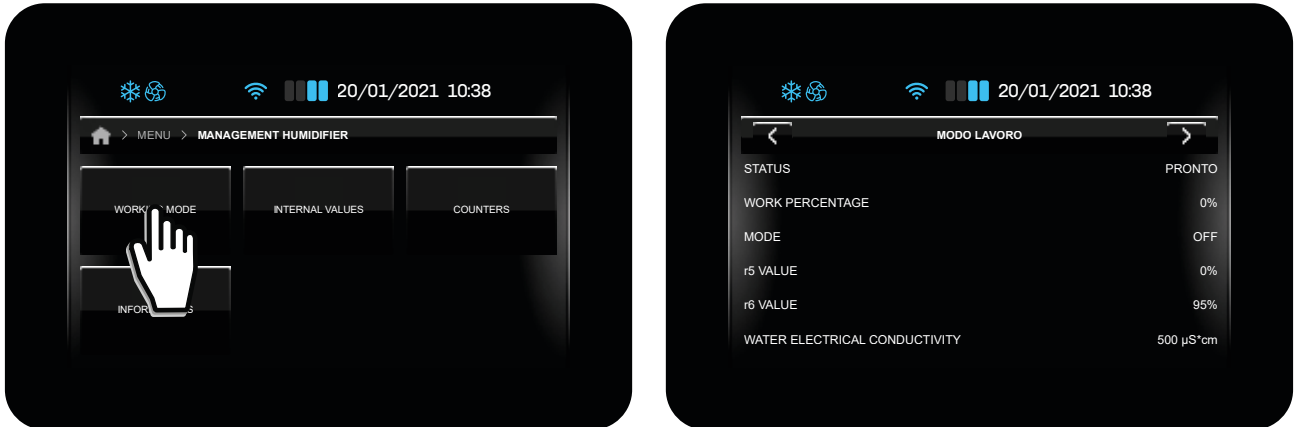 20/01/2021 10:38
> MENU > MANAGEMENT HUMIDIFIER
MODE
INTERNAL VALUES
COUNTERS
20/01/2021 10:38
< MODO LAVORO >
STATUS PRONTO
WORK PERCENTAGE 0%
MODE OFF
r5 VALUE 0%
r6 VALUE 95%
WATER ELECTRICAL CONDUCTIVITY 500 µS*cm